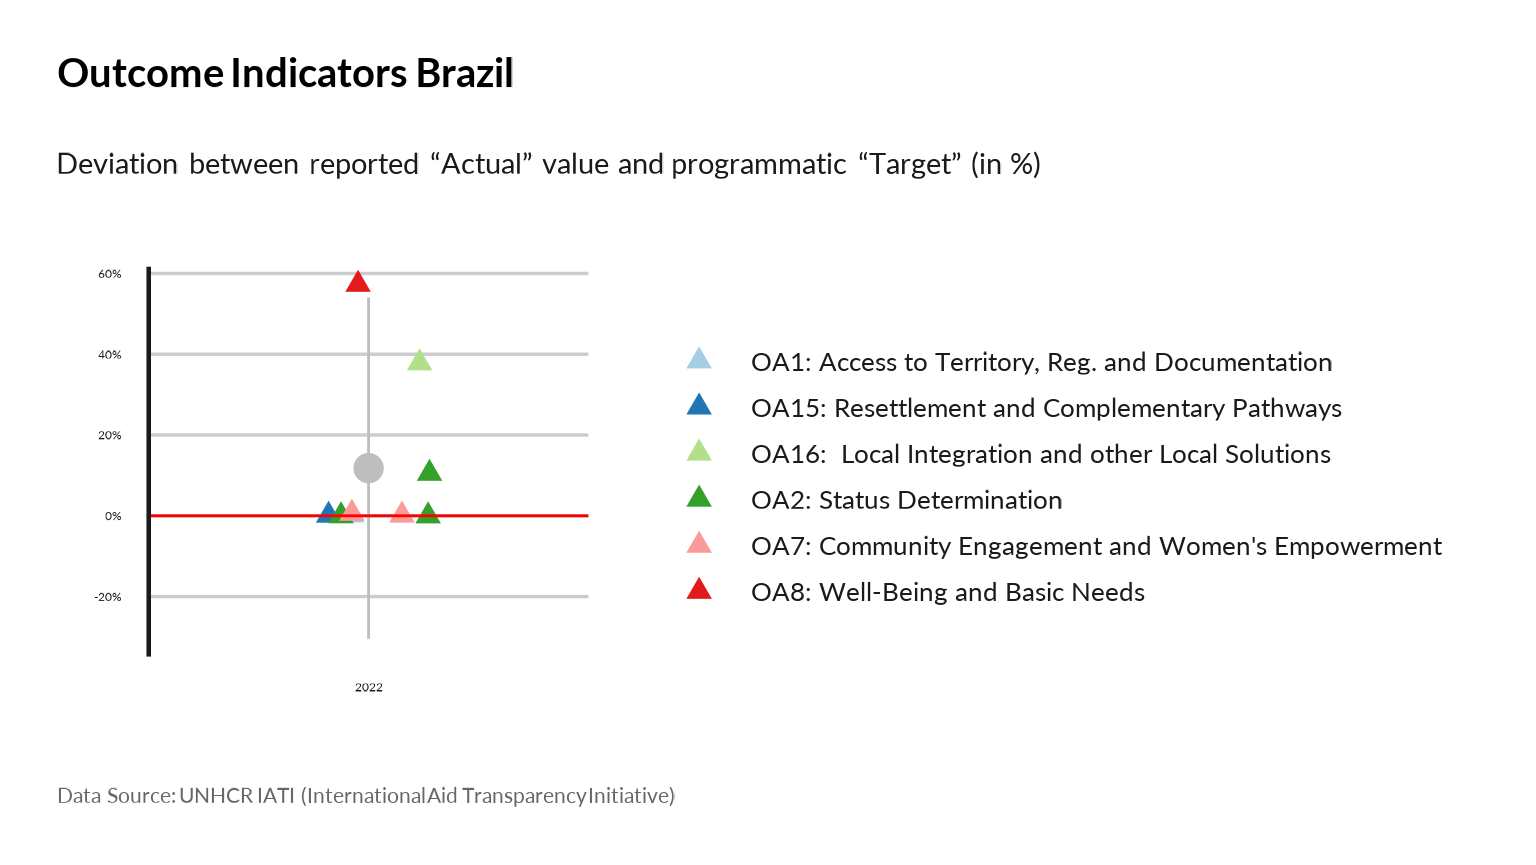 Outcome Indicators Brazil
Deviation between reported “Actual” value and programmatic “Target” (in %)
60%
40%
20%
0%
-20%
2022
OA1: Access to Territory, Reg. and Documentation
OA15: Resettlement and Complementary Pathways
OA16:  Local Integration and other Local Solutions
OA2: Status Determination
OA7: Community Engagement and Women's Empowerment
OA8: Well-Being and Basic Needs
Data Source: UNHCR IATI (International Aid Transparency Initiative)